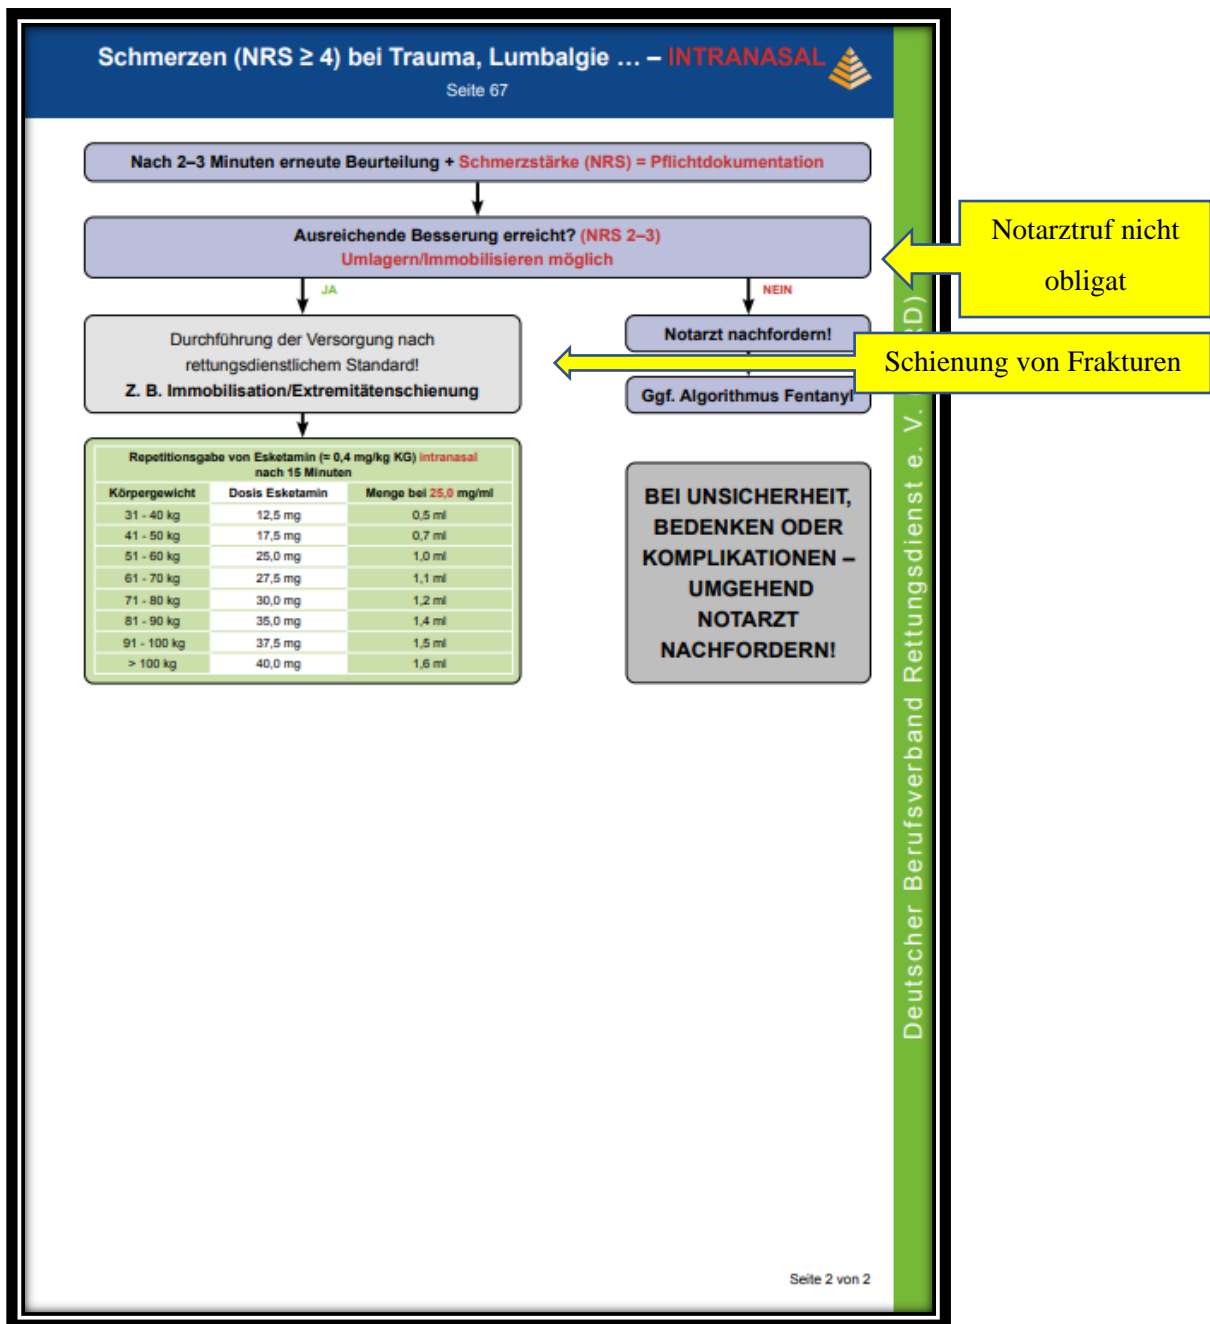 Schmerzen (NRS ≥ 4) bei Trauma, Lumbalgie ... – INTRANASAL
Seite 67
Nach 2–3 Minuten erneute Beurteilung + Schmerzstärke (NRS) = Pflichtdokumentation
Ausreichende Besserung erreicht? (NRS 2–3)
Umlagern/Immobilisieren möglich
Notarztruf nicht
obligat
JA
NEIN
Durchführung der Versorgung nach
rettungsdienstlichem Standard!
Z. B. Immobilisation/Extremitätenschienung
Notarzt nachfordern!
Ggf. Algorithmus Fentanyl
Schienung von Frakturen
Repetitionsgabe von Esketamin (= 0,4 mg/kg KG) intranasal
nach 15 Minuten
Körpergewicht Dosis Esketamin Menge bei 25,0 mg/ml
31 - 40 kg 12,5 mg 0,5 ml
41 - 50 kg 17,5 mg 0,7 ml
51 - 60 kg 25,0 mg 1,0 ml
61 - 70 kg 27,5 mg 1,1 ml
71 - 80 kg 30,0 mg 1,2 ml
81 - 90 kg 35,0 mg 1,4 ml
91 - 100 kg 37,5 mg 1,5 ml
> 100 kg 40,0 mg 1,6 ml
BEI UNSICHERHEIT,
BEDENKEN ODER
KOMPLIKATIONEN –
UMGEHEND
NOTARZT
NACHFORDERN!
Deutscher Berufsverband Rettungsdienst e. V. RD)
Seite 2 von 2